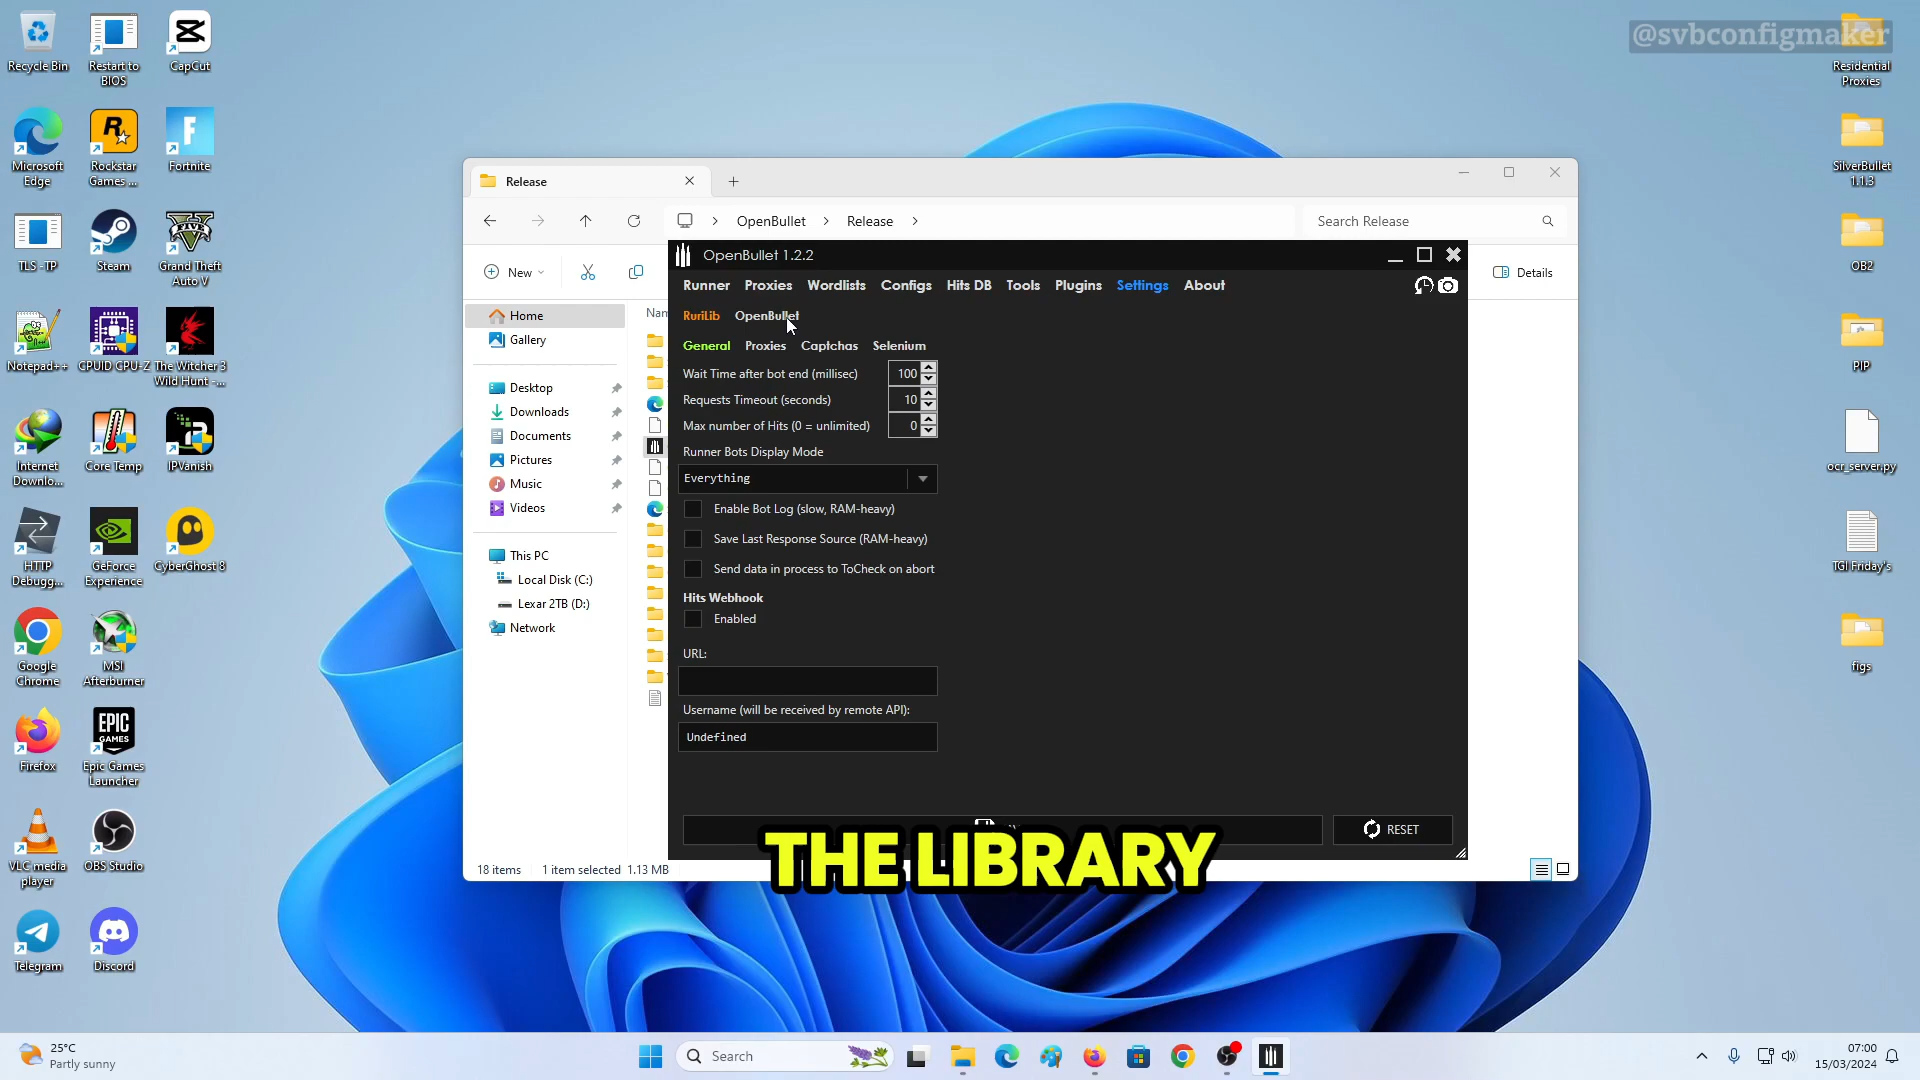 @svbconfigmaker
Recycle Bin
Restart to
BIOS
CapCut
Microsoft
Edge
Rockstar
Games ...
Fortnite
TLS -TP
Steam
Grand Theft
Auto V
Notepad++
CPUID CPU-Z
The Witcher 3
Wild Hunt -...
Internet
Downlo...
Core Temp
IPVanish
HTTP
Debugg...
GeForce
Experience
CyberGhost 8
Google
Chrome
MSI
Afterburner
Firefox
EPIC
GAMES
Epic Games
Launcher
VLC media
player
OBS Studio
Telegram
Discord
Residential
Proxies
SilverBullet
1.1.3
OB2
PIP
ocr_server.py
TGI Friday's
figs
Release
OpenBullet
Release
Search Release
New
Details
Home
Gallery
Desktop
Downloads
Documents
Pictures
Music
Videos
This PC
Local Disk (C:)
Lexar 2TB (D:)
Network
18 items
1 item selected 1.13 MB
OpenBullet 1.2.2
Runner Proxies Wordlists Configs Hits DB Tools Plugins Settings About
RuriLib OpenBullet
General Proxies Captchas Selenium
Wait Time after bot end (millisec) 100
Requests Timeout (seconds) 10
Max number of Hits (0 = unlimited) 0
Runner Bots Display Mode
Everything
Enable Bot Log (slow, RAM-heavy)
Save Last Response Source (RAM-heavy)
Send data in process to ToCheck on abort
Hits Webhook
Enabled
URL:
Username (will be received by remote API):
Undefined
RESET
THE LIBRARY
25°C
Partly sunny
Search
07:00
15/03/2024